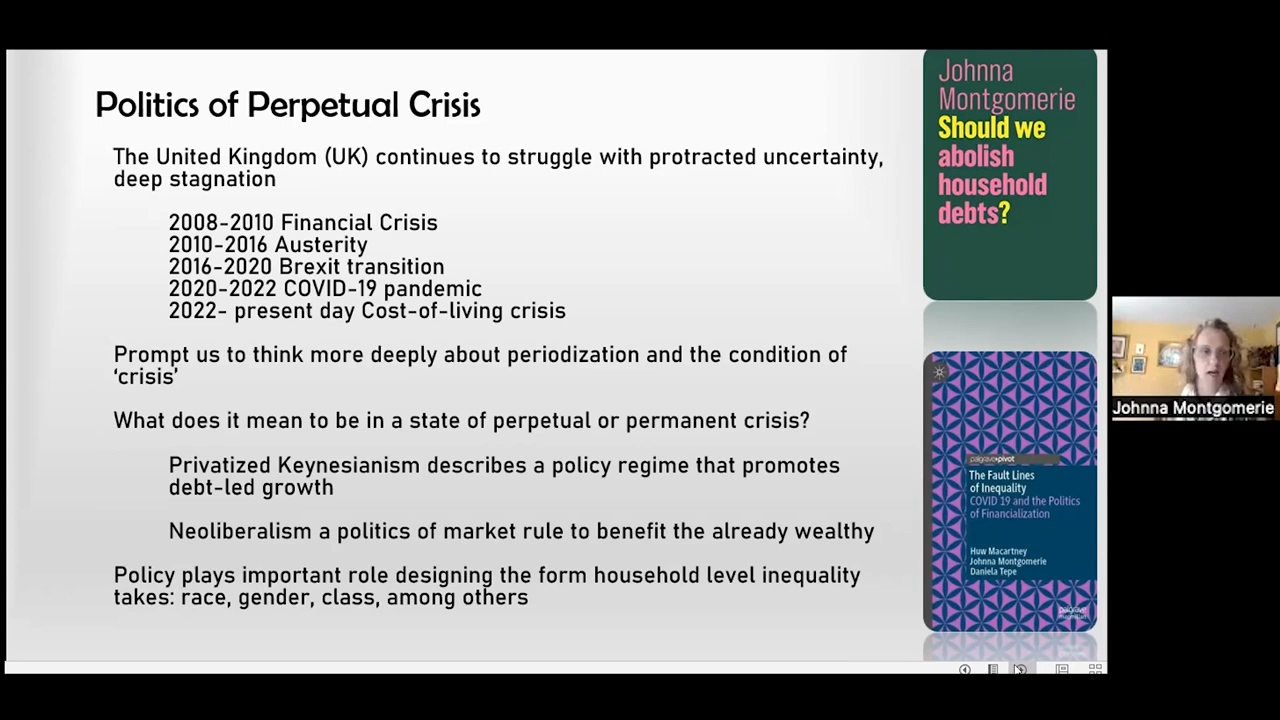 Politics of Perpetual Crisis
The United Kingdom (UK) continues to struggle with protracted uncertainty,
deep stagnation
2008-2010 Financial Crisis
2010-2016 Austerity
2016-2020 Brexit transition
2020-2022 COVID-19 pandemic
2022- present day Cost-of-living crisis
Prompt us to think more deeply about periodization and the condition of
‘crisis’
What does it mean to be in a state of perpetual or permanent crisis?
Privatized Keynesianism describes a policy regime that promotes
debt-led growth
Neoliberalism a politics of market rule to benefit the already wealthy
Policy plays important role designing the form household level inequality
takes: race, gender, class, among others
Johnna
Montgomerie
Should we
abolish
household
debts?
palgrave▸pivot
The Fault Lines
of Inequality
COVID 19 and the Politics
of Financialization
Huw Macartney
Johnna Montgomerie
Daniela Tepe
palgrave
macmillan
Johnna Montgomerie